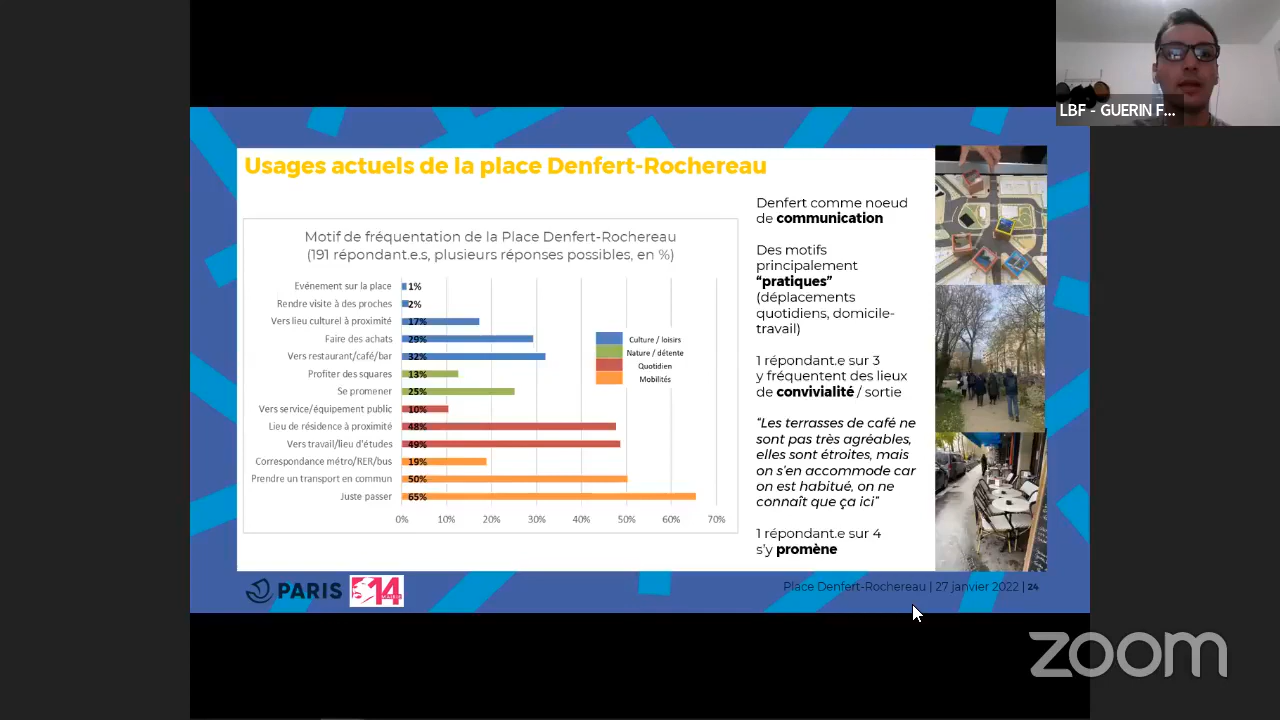 LBF - GUERIN F...
Usages actuels de la place Denfert-Rochereau
Motif de fréquentation de la Place Denfert-Rochereau
(191 répondant.e.s, plusieurs réponses possibles, en %)
Evénement sur la place 1%
Rendre visite à des proches 2%
Vers lieu culturel à proximité 17%
Faire des achats 29%
Vers restaurant/café/bar 32%
Profiter des squares 13%
Se promener 25%
Vers service/équipement public 10%
Lieu de résidence à proximité 48%
Vers travail/lieu d'études 49%
Correspondance métro/RER/bus 19%
Prendre un transport en commun 50%
Juste passer 65%
0% 10% 20% 30% 40% 50% 60% 70%
Culture / loisirs
Nature / détente
Quotidien
Mobilités
Denfert comme noeud
de communication
Des motifs
principalement
“pratiques”
(déplacements
quotidiens, domicile-
travail)
1 répondant.e sur 3
y fréquentent des lieux
de convivialité / sortie
“Les terrasses de café ne
sont pas très agréables,
elles sont étroites, mais
on s'en accommode car
on est habitué, on ne
connaît que ça ici”
1 répondant.e sur 4
s'y promène
PARIS
14
MAIRIE
Place Denfert-Rochereau | 27 janvier 2022 | 24
zoom